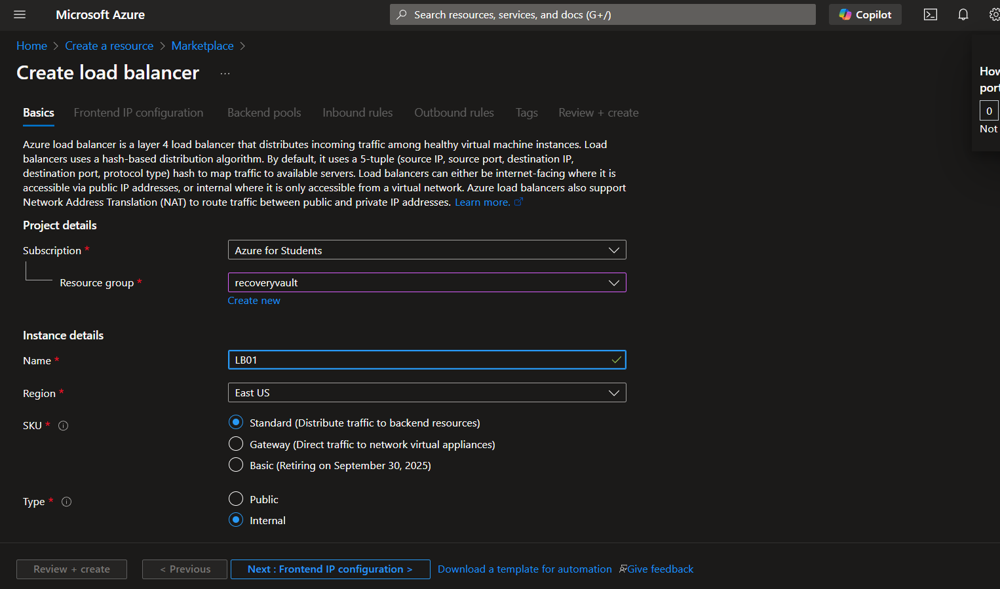 Microsoft Azure
Search resources, services, and docs (G+/)
Copilot
Home > Create a resource > Marketplace >
Create load balancer ...
How
port
0
Not
Basics Frontend IP configuration Backend pools Inbound rules Outbound rules Tags Review + create
Azure load balancer is a layer 4 load balancer that distributes incoming traffic among healthy virtual machine instances. Load
balancers uses a hash-based distribution algorithm. By default, it uses a 5-tuple (source IP, source port, destination IP,
destination port, protocol type) hash to map traffic to available servers. Load balancers can either be internet-facing where it is
accessible via public IP addresses, or internal where it is only accessible from a virtual network. Azure load balancers also support
Network Address Translation (NAT) to route traffic between public and private IP addresses. Learn more.
Project details
Subscription * Azure for Students
Resource group * recoveryvault
Create new
Instance details
Name * LB01
Region * East US
SKU * Standard (Distribute traffic to backend resources)
Gateway (Direct traffic to network virtual appliances)
Basic (Retiring on September 30, 2025)
Type * Public
Internal
Review + create < Previous Next : Frontend IP configuration > Download a template for automation Give feedback